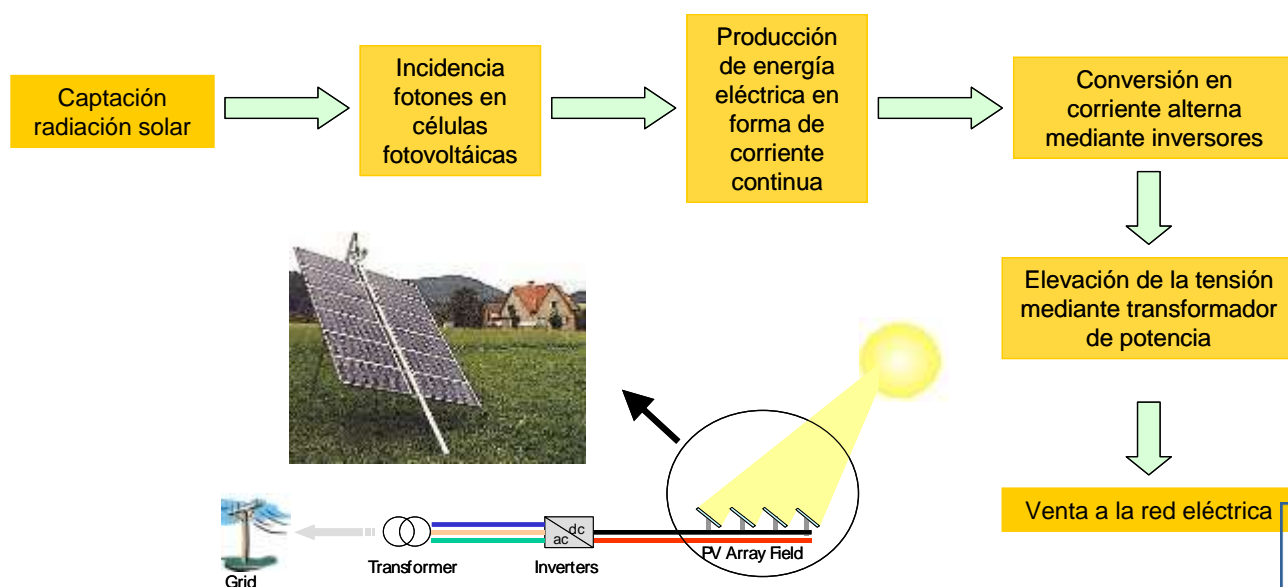 Captación
radiación solar
Incidencia
fotones en
células
fotovoltáicas
Producción
de energía
eléctrica en
forma de
corriente
continua
Conversión en
corriente alterna
mediante inversores
Elevación de la tensión
mediante transformador
de potencia
Venta a la red eléctrica
Grid
Transformer
ac
dc
Inverters
PV Array Field